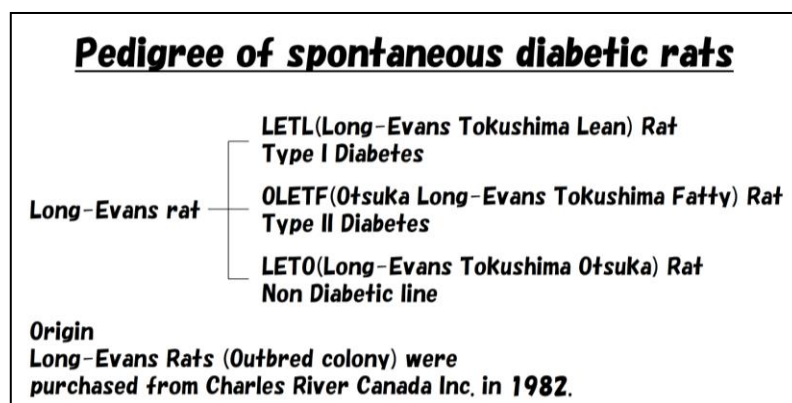 Pedigree of spontaneous diabetic rats
LETL(Long-Evans Tokushima Lean) Rat
Type I Diabetes
Long-Evans rat
OLETF(Otsuka Long-Evans Tokushima Fatty) Rat
Type II Diabetes
LETO(Long-Evans Tokushima Otsuka) Rat
Non Diabetic line
Origin
Long-Evans Rats (Outbred colony) were
purchased from Charles River Canada Inc. in 1982.